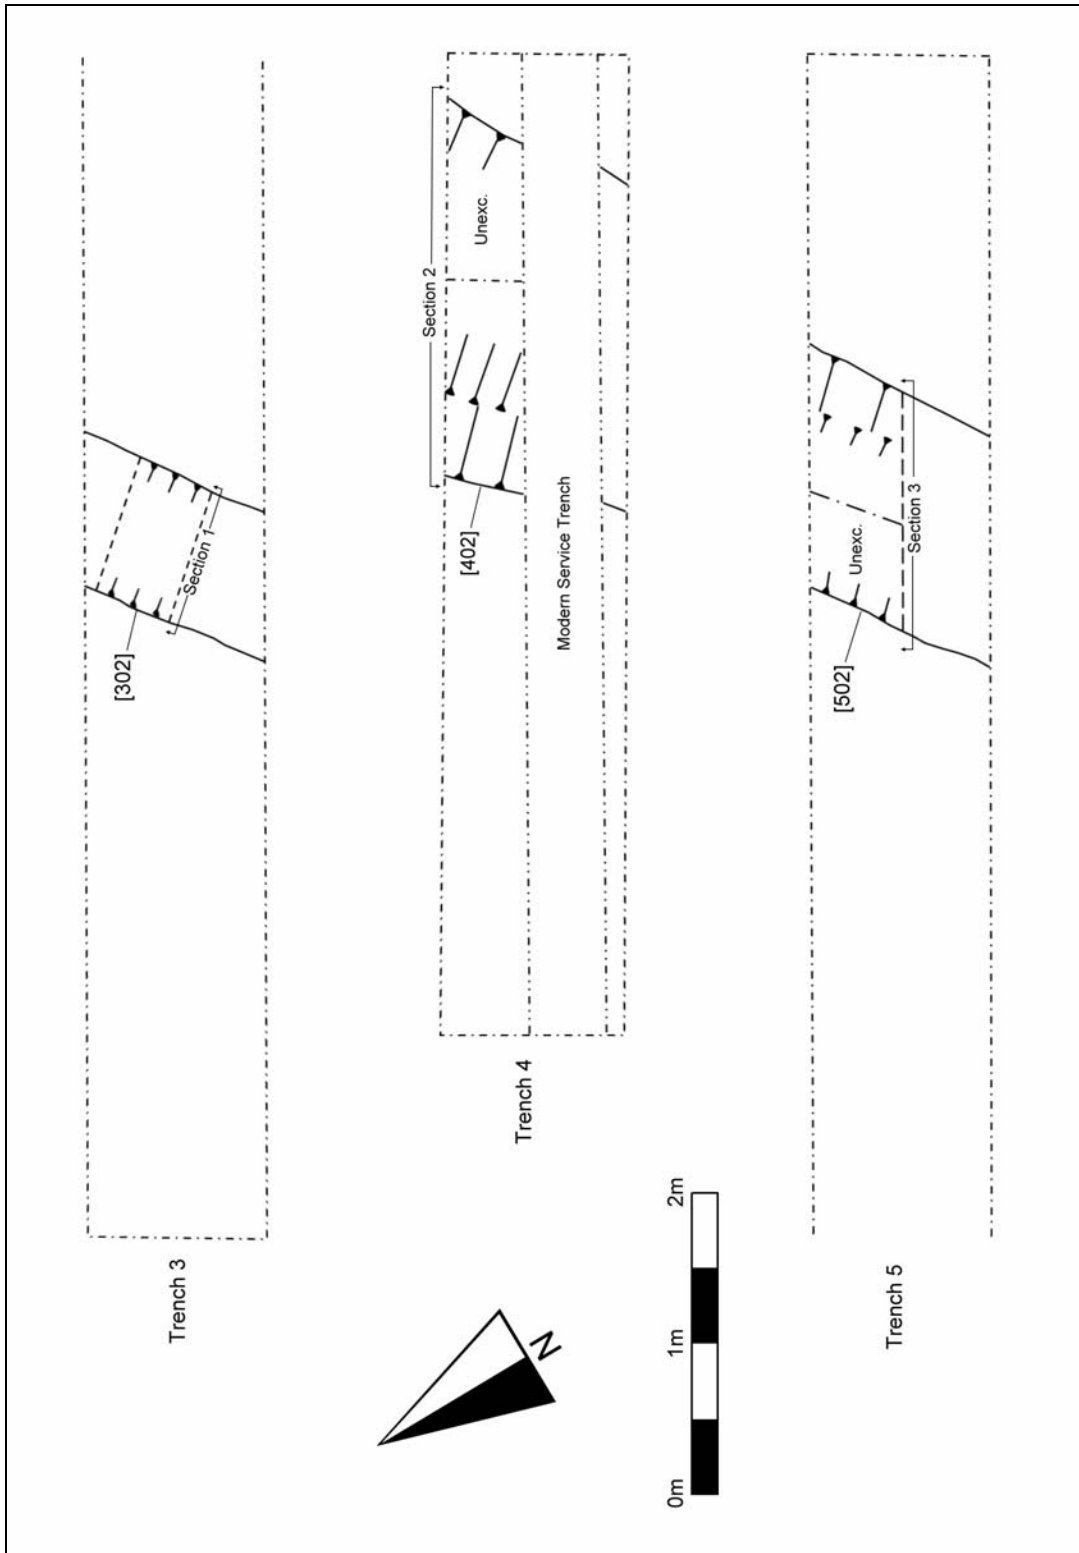 Trench 3
[302]
Section 1
Trench 4
[402]
Section 2
Unexc.
Modern Service Trench
Trench 5
[502]
Unexc.
Section 3
N
0m
1m
2m